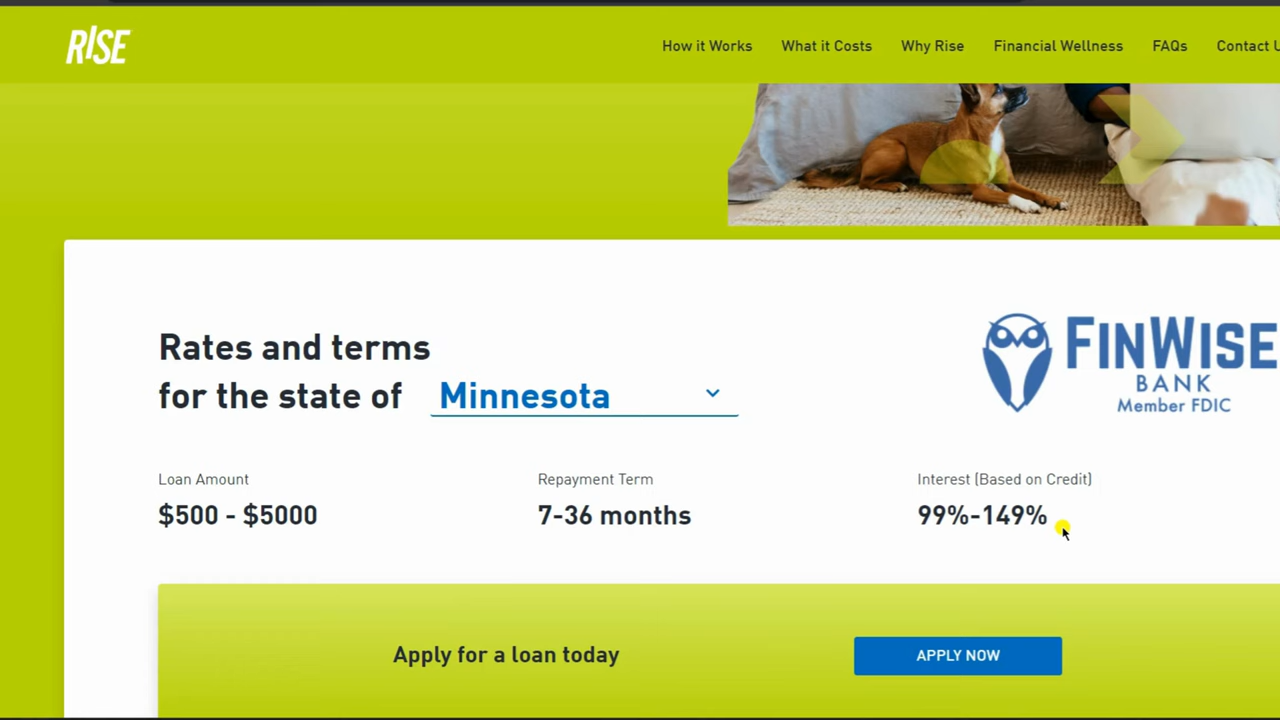 RISE
How it Works
What it Costs
Why Rise
Financial Wellness
FAQs
Contact
Rates and terms
for the state of Minnesota
FINWISE
BANK
Member FDIC
Loan Amount
$500 - $5000
Repayment Term
7-36 months
Interest (Based on Credit)
99%-149%
Apply for a loan today
APPLY NOW